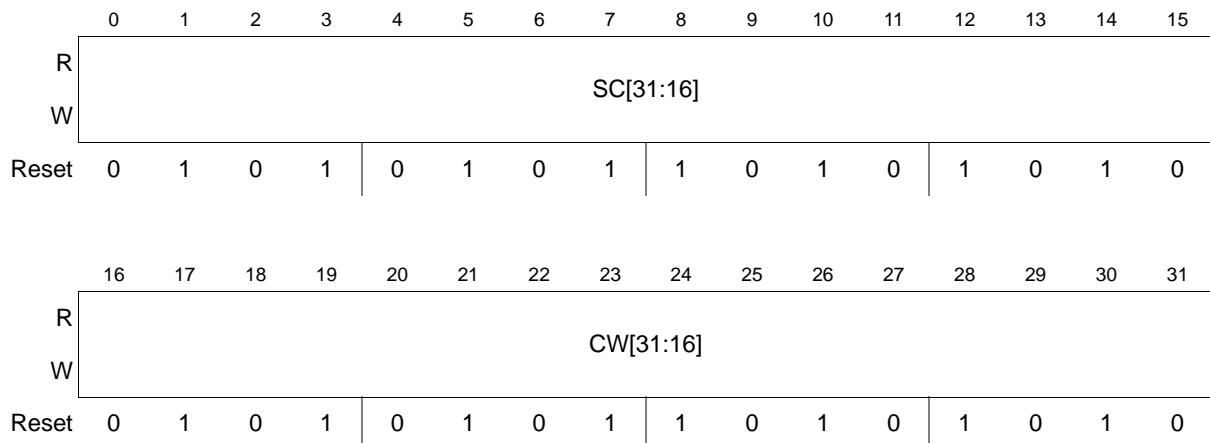 0 1 2 3 4 5 6 7 8 9 10 11 12 13 14 15
R
SC[31:16]
W
Reset 0 1 0 1 0 1 0 1 1 0 1 0 1 0 1 0
16 17 18 19 20 21 22 23 24 25 26 27 28 29 30 31
R
CW[31:16]
W
Reset 0 1 0 1 0 1 0 1 1 0 1 0 1 0 1 0